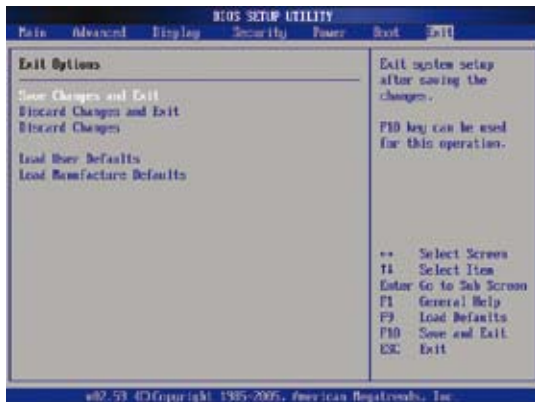 BIOS SETUP UTILITY
Main Advanced Display Security Power Boot Exit
Exit Options
Save Changes and Exit
Discard Changes and Exit
Discard Changes
Load User Defaults
Load Manufacture Defaults
Exit system setup
after saving the
changes.
F10 key can be used
for this operation.
↔ Select Screen
↑↓ Select Item
Enter Go to Sub Screen
F1 General Help
F9 Load Defaults
F10 Save and Exit
ESC Exit
v02.59 (C)Copyright 1985-2005, American Megatrends, Inc.